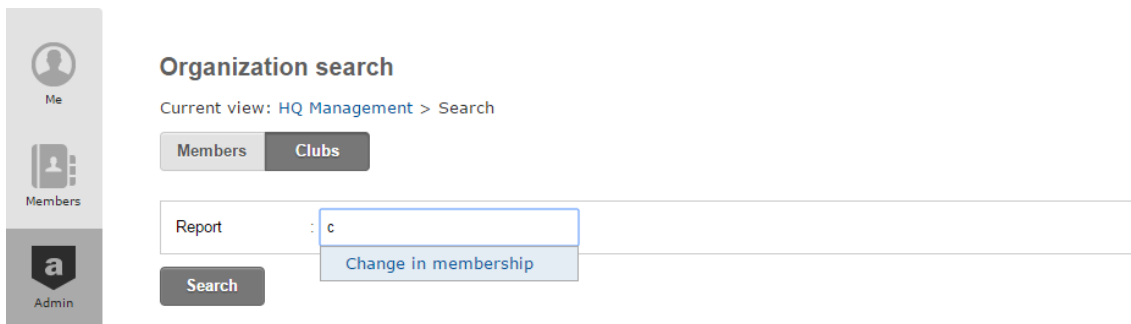 Me
Members
a
Admin
Organization search
Current view: HQ Management > Search
Members Clubs
Report : c
Change in membership
Search